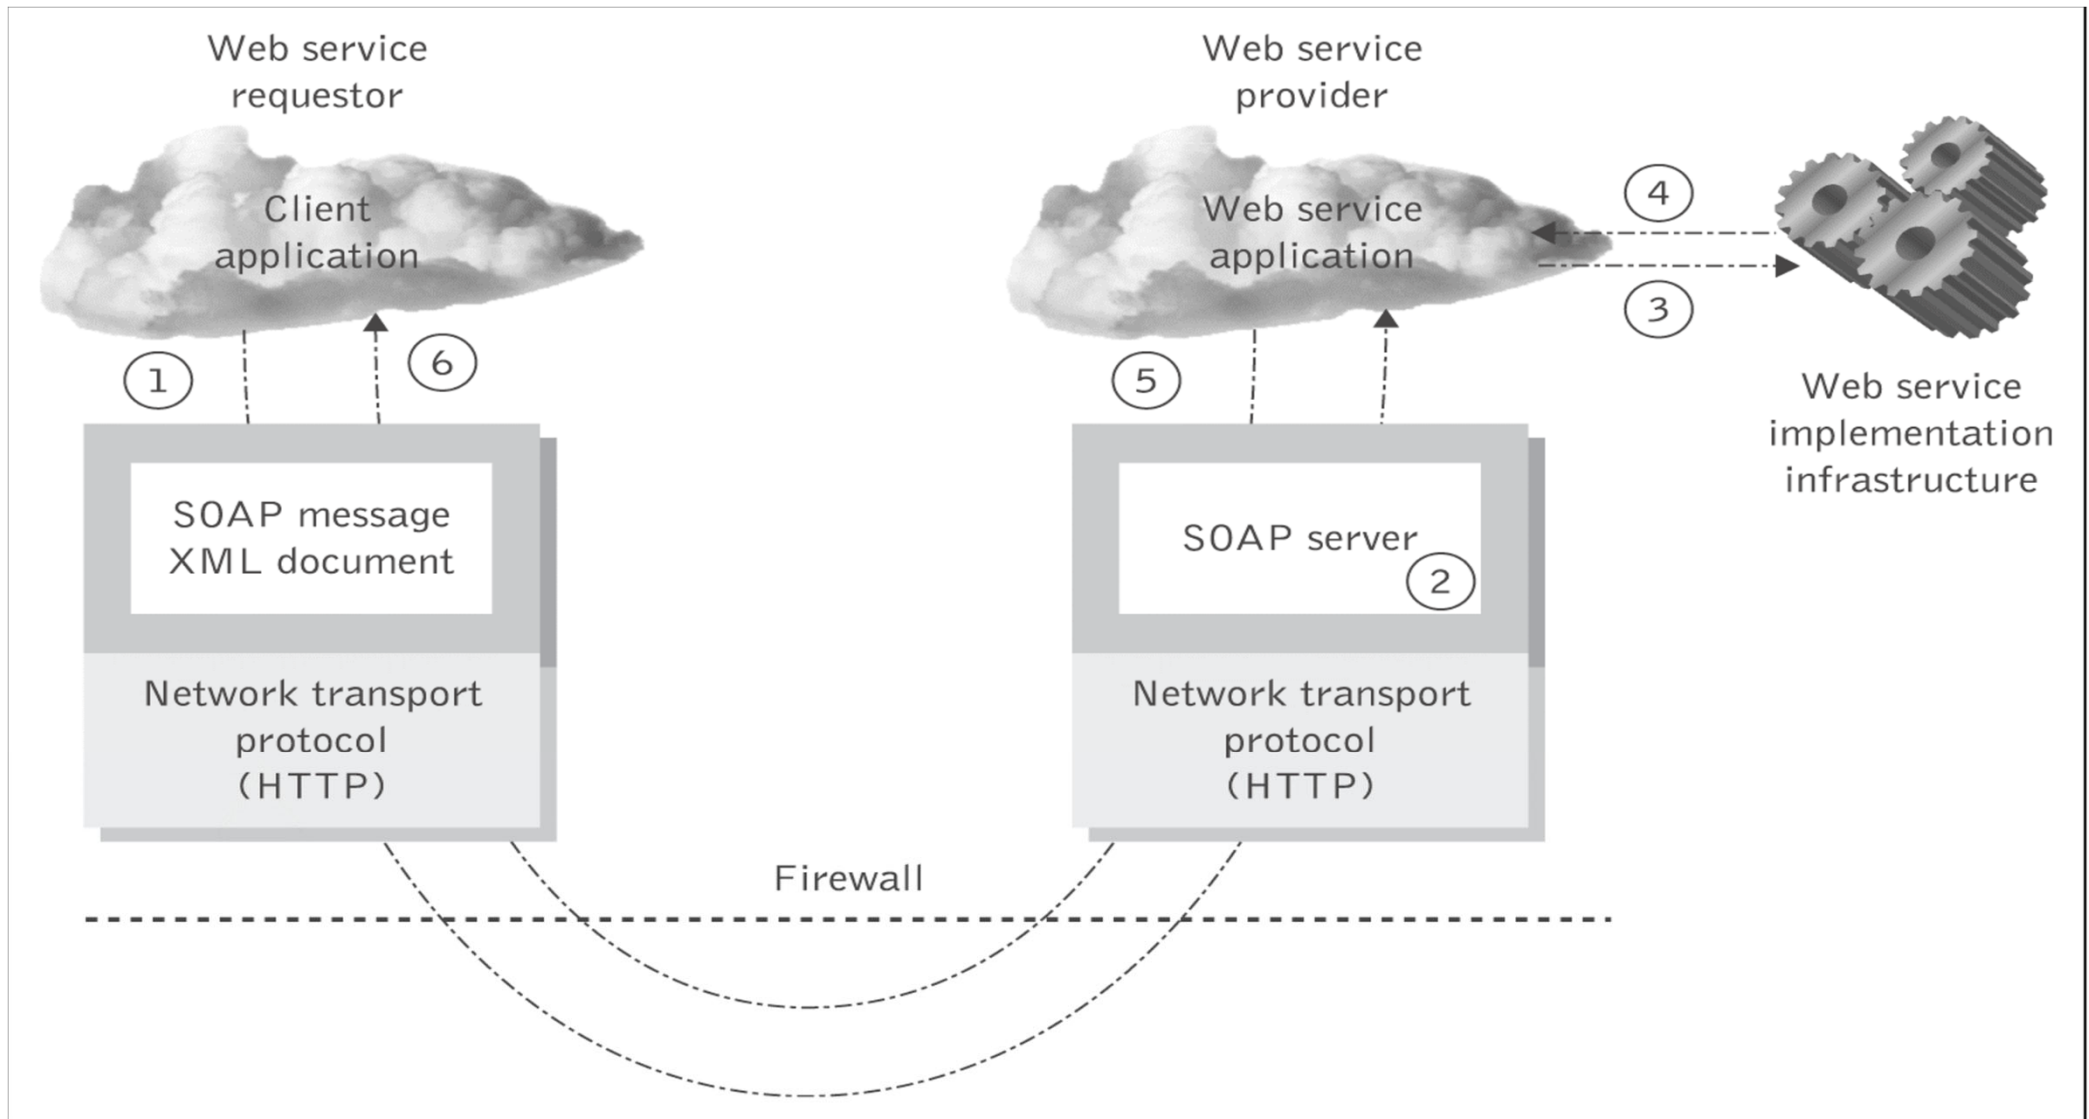 Web service
requestor
Client
application
1
6
SOAP message
XML document
Network transport
protocol
(HTTP)
Web service
provider
Web service
application
4
3
5
SOAP server
2
Network transport
protocol
(HTTP)
Web service
implementation
infrastructure
Firewall